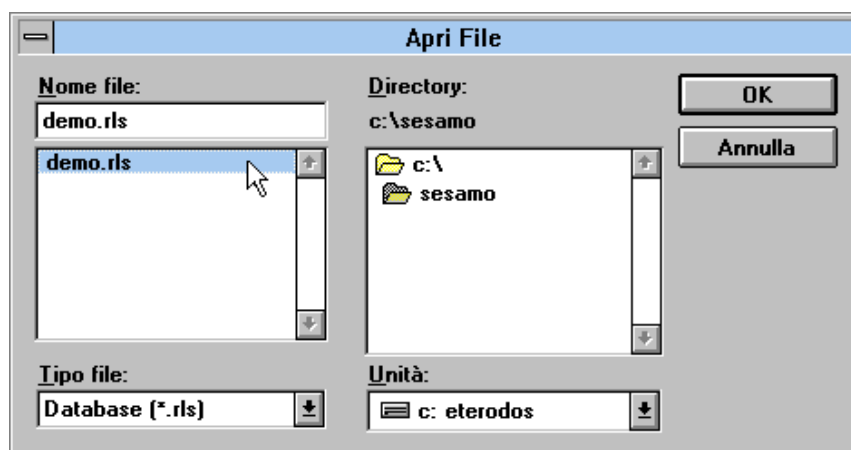 Apri File
Nome file:
demo.rls
demo.rls
Tipo file:
Database (*.rls)
Directory:
c:\sesamo
c:\
sesamo
Unità:
c: eterodos
OK
Annulla